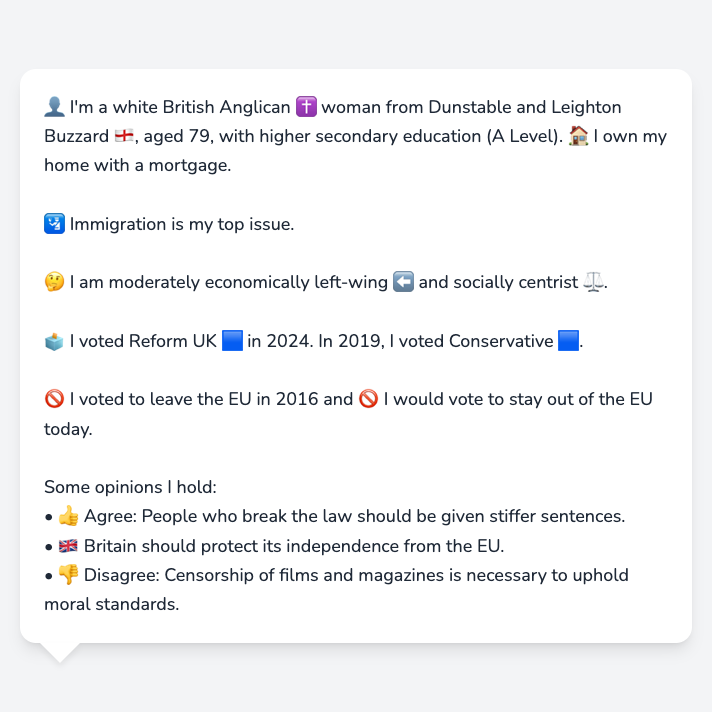 👤 I'm a white British Anglican ✝️ woman from Dunstable and Leighton
Buzzard 🏴󠁧󠁢󠁥󠁮󠁧󠁿, aged 79, with higher secondary education (A Level). 🏠 I own my
home with a mortgage.
🛂 Immigration is my top issue.
🤔 I am moderately economically left-wing ⬅️ and socially centrist ⚖️.
🗳️ I voted Reform UK 🟦 in 2024. In 2019, I voted Conservative 🟦.
🚫 I voted to leave the EU in 2016 and 🚫 I would vote to stay out of the EU
today.
Some opinions I hold:
• 👍 Agree: People who break the law should be given stiffer sentences.
• 🇬🇧 Britain should protect its independence from the EU.
• 👎 Disagree: Censorship of films and magazines is necessary to uphold
moral standards.